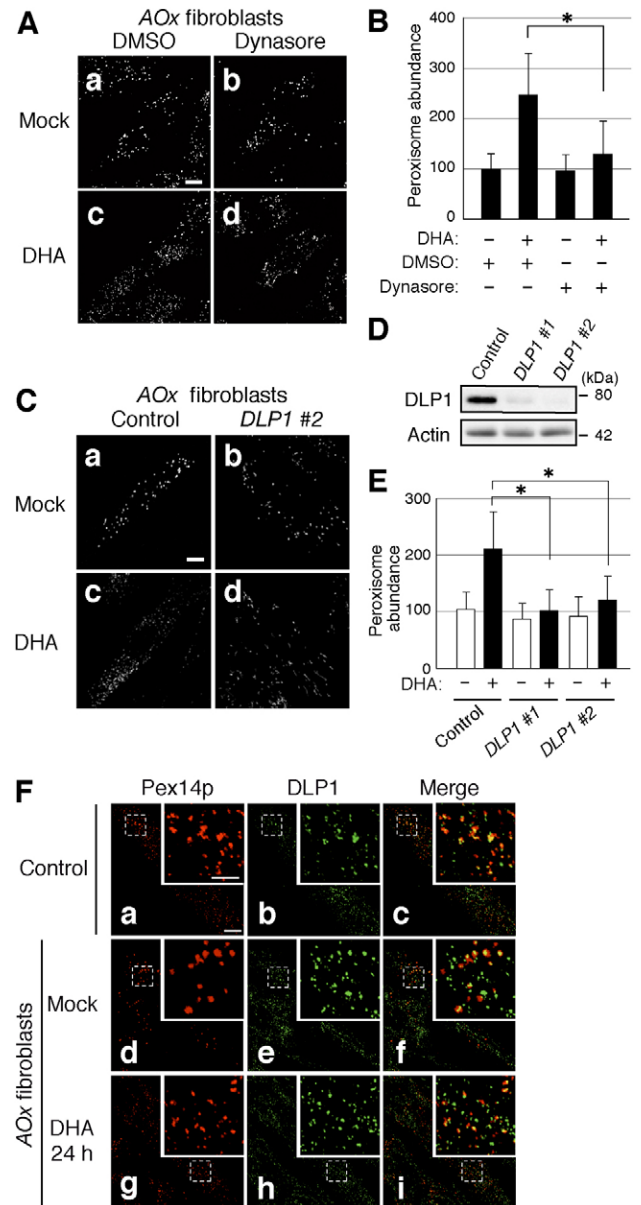 A
AOx fibroblasts
DMSO Dynasore
Mock
a b
DHA
c d
B
Peroxisome abundance
400
300
200
100
0
*
DHA: − + − +
DMSO: + + − −
Dynasore: − − + +
C
AOx fibroblasts
Control DLP1 #2
Mock
a b
DHA
c d
D
Control DLP1 #1 DLP1 #2
(kDa)
DLP1 80
Actin 42
E
Peroxisome
abundance
300
200
100
0
* *
DHA: − + − + − +
Control DLP1 #1 DLP1 #2
F
Pex14p DLP1 Merge
Control
a b c
AOx fibroblasts
Mock
d e f
DHA
24 h
g h i